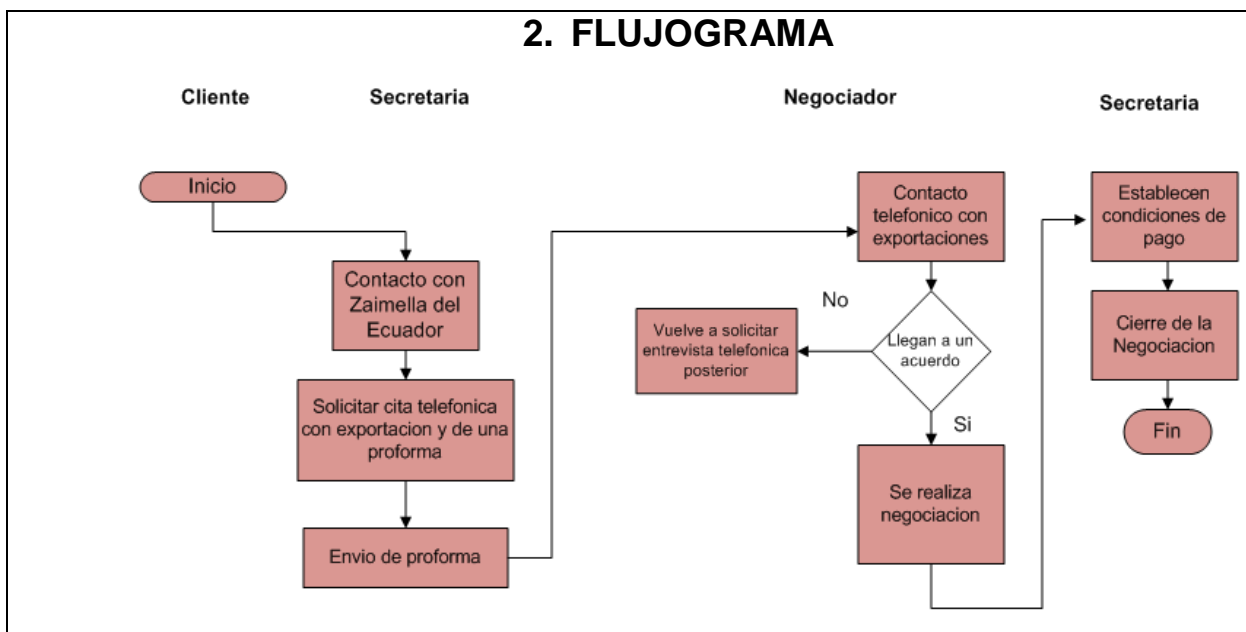 2. FLUJOGRAMA
Cliente
Secretaria
Negociador
Secretaria
Inicio
Contacto con
Zaimella del
Ecuador
Solicitar cita telefonica
con exportacion y de una
proforma
Envio de proforma
Contacto
telefonico con
exportaciones
Llegan a un
acuerdo
No
Vuelve a solicitar
entrevista telefonica
posterior
Si
Se realiza
negociacion
Establecen
condiciones de
pago
Cierre de la
Negociacion
Fin